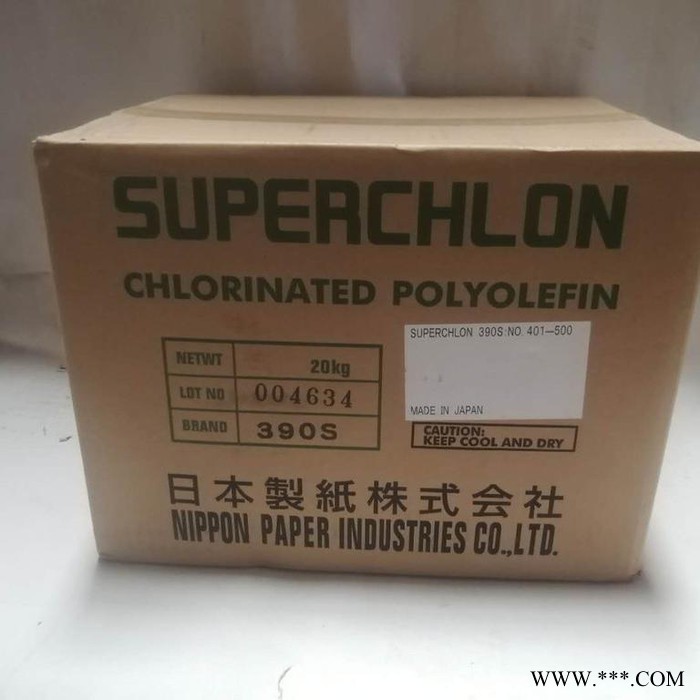 SUPERCHLON
CHLORINATED POLYOLEFIN
SUPERCHLON 390S:NO. 401-500
MADE IN JAPAN
NETWT 20kg
LOT NO 004634
BRAND 390S
CAUTION:
KEEP COOL AND DRY
日本製紙株式会社
NIPPON PAPER INDUSTRIES CO.,LTD.
WWW.***.COM